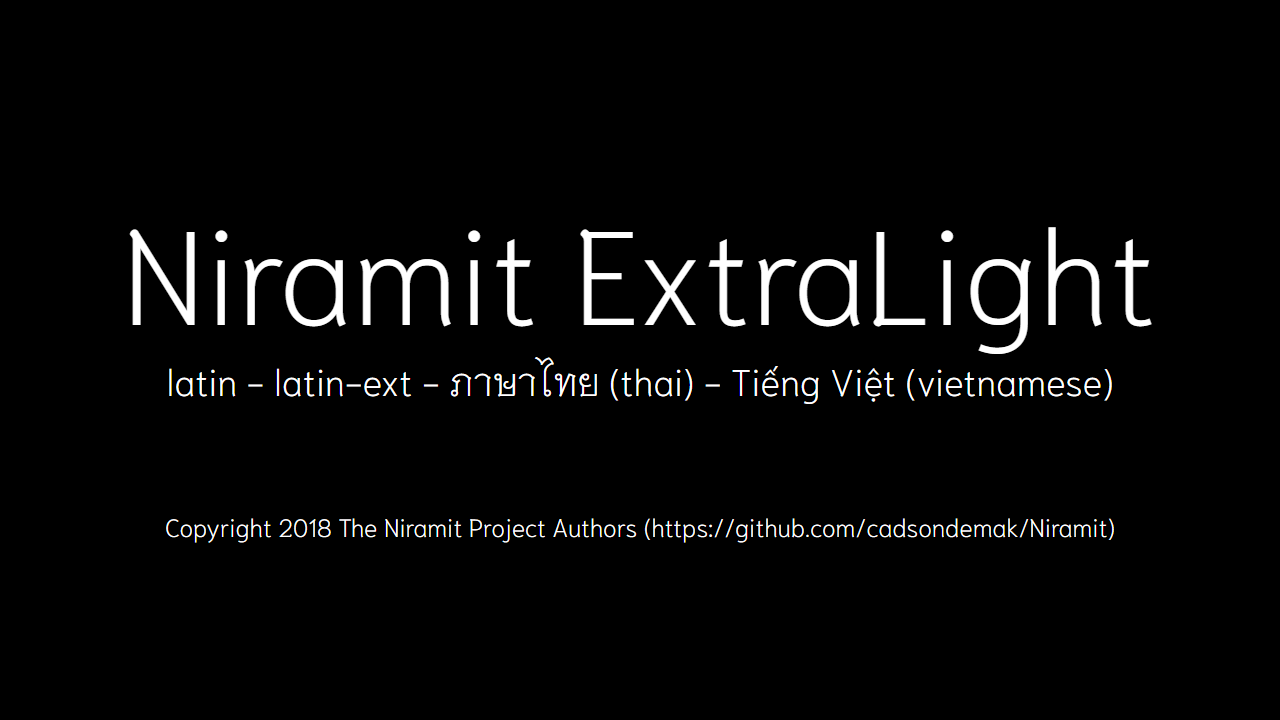 Niramit ExtraLight
latin - latin-ext - ภาษาไทย (thai) - Tiếng Việt (vietnamese)
Copyright 2018 The Niramit Project Authors (https://github.com/cadsondemak/Niramit)